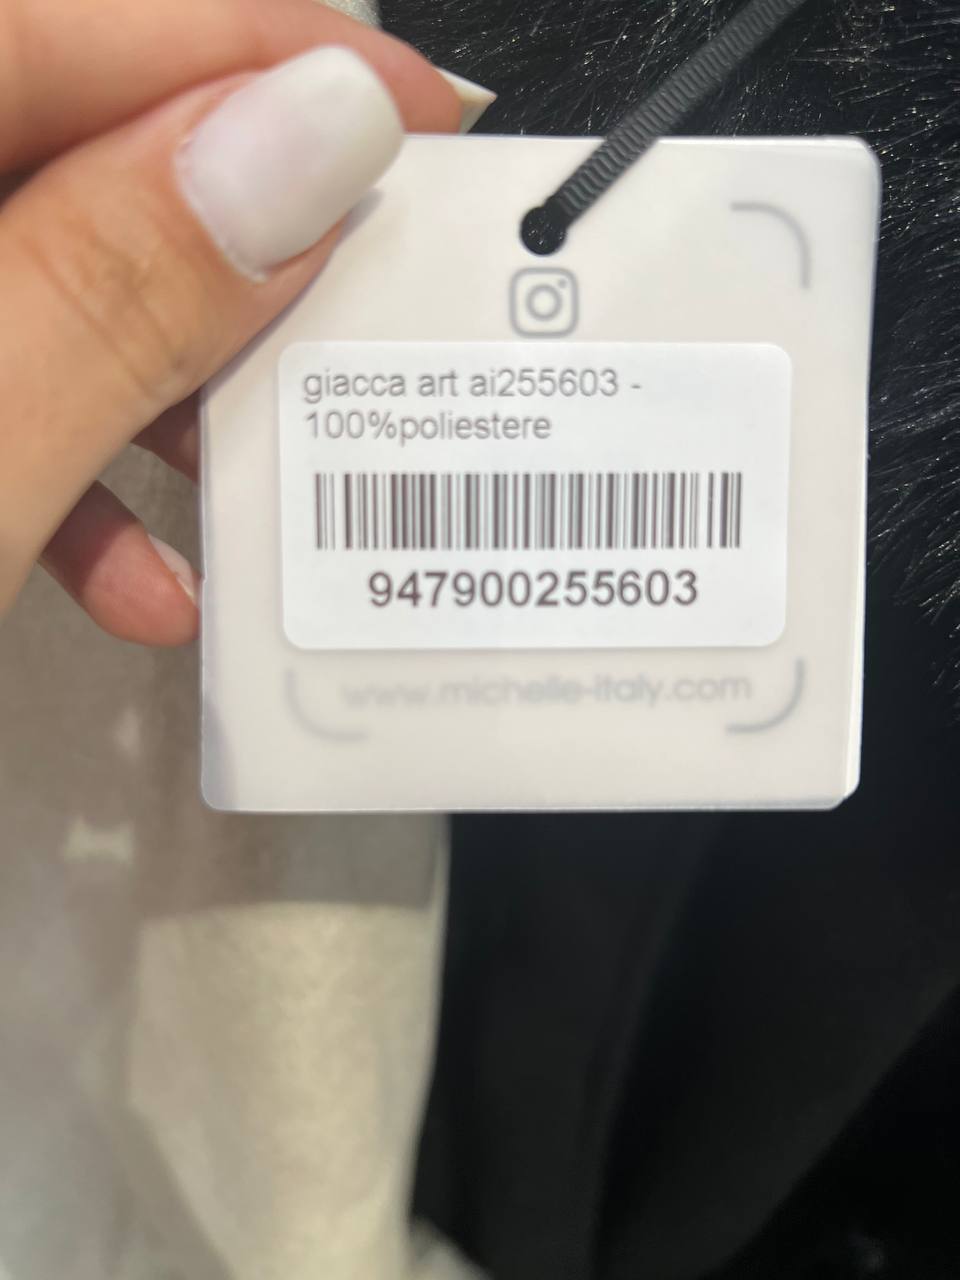 giacca art ai255603 -
100%poliestere
947900255603
www.michelle-italy.com